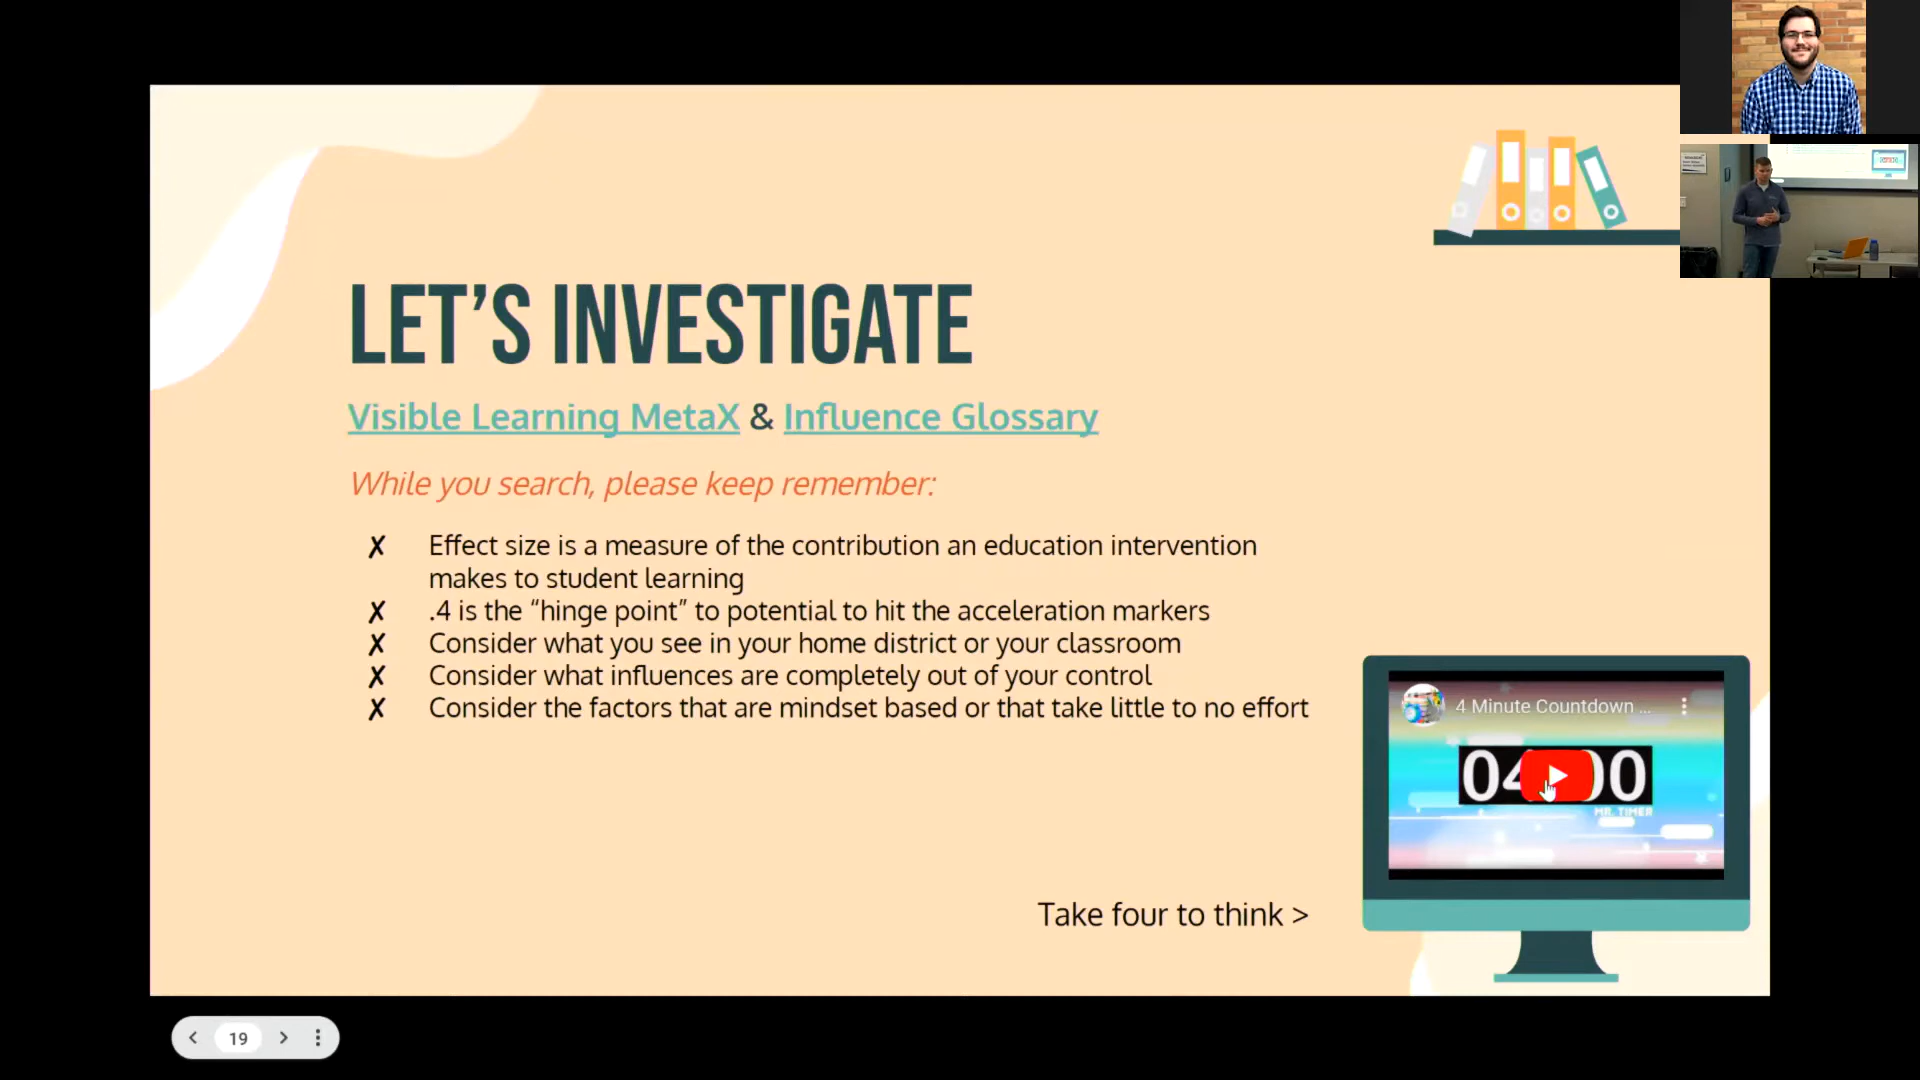 LET’S INVESTIGATE
Visible Learning MetaX & Influence Glossary
While you search, please keep remember:
✗ Effect size is a measure of the contribution an education intervention
makes to student learning
✗ .4 is the “hinge point” to potential to hit the acceleration markers
✗ Consider what you see in your home district or your classroom
✗ Consider what influences are completely out of your control
✗ Consider the factors that are mindset based or that take little to no effort
4 Minute Countdown ...
MR. TIMER
Take four to think >
19